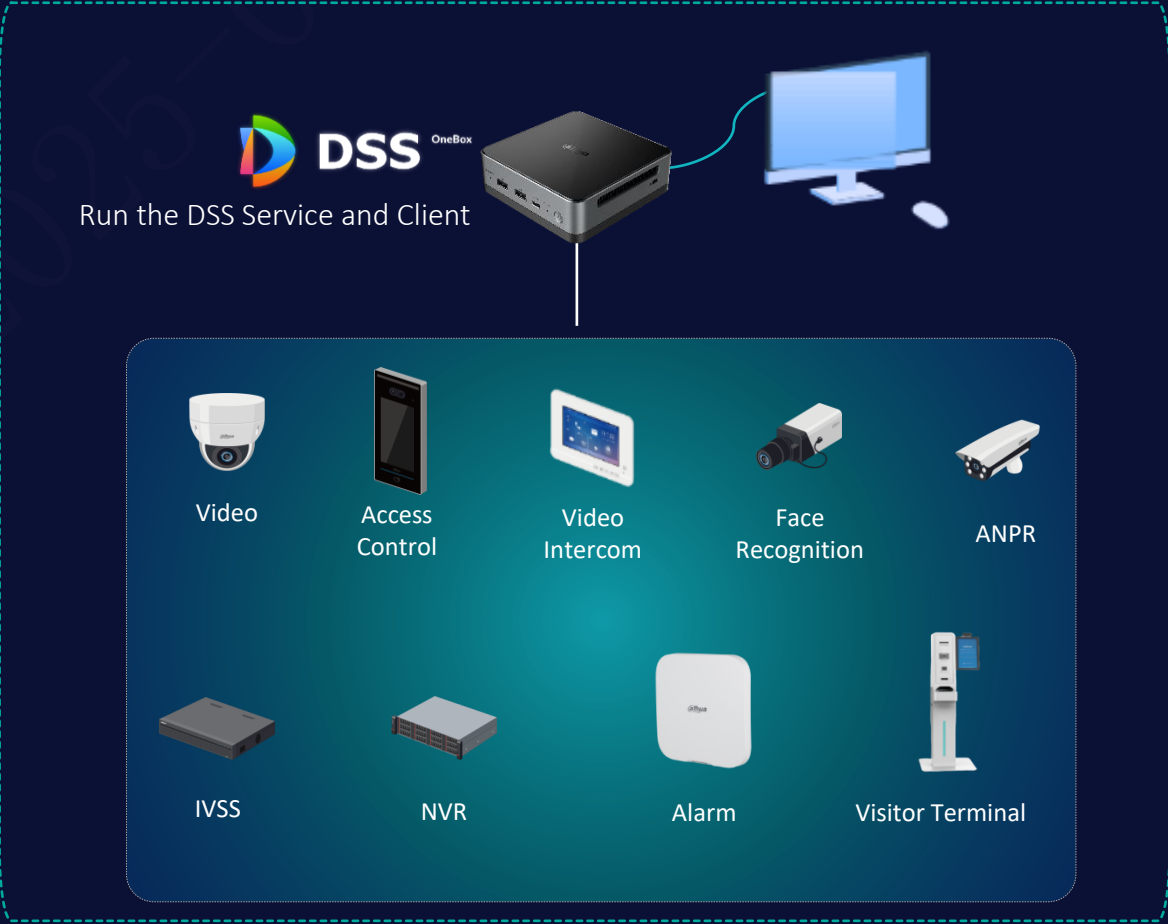 DSS OneBox
Run the DSS Service and Client
Video
Access
Control
Video
Intercom
Face
Recognition
ANPR
IVSS
NVR
alhua
Alarm
Visitor Terminal